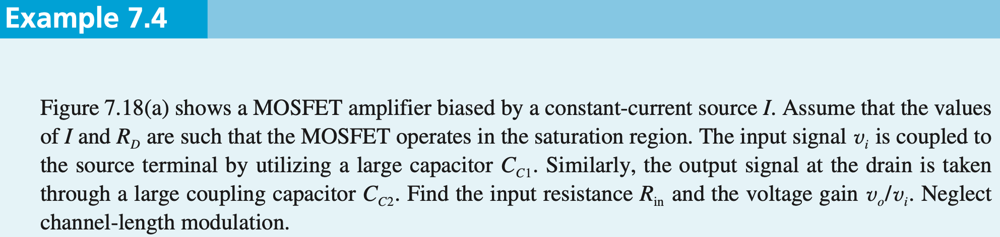 Example 7.4
Figure 7.18(a) shows a MOSFET amplifier biased by a constant-current source I. Assume that the values
of I and R_D are such that the MOSFET operates in the saturation region. The input signal v_i is coupled to
the source terminal by utilizing a large capacitor C_{C1}. Similarly, the output signal at the drain is taken
through a large coupling capacitor C_{C2}. Find the input resistance R_{in} and the voltage gain v_o/v_i. Neglect
channel-length modulation.